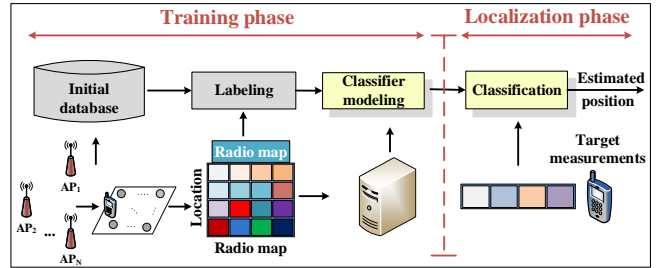 Training phase
Localization phase
Initial
database
Labeling
Classifier
modeling
Classification
Estimated
position
Radio map
Location
Radio map
AP1
AP2
...
APN
Target
measurements